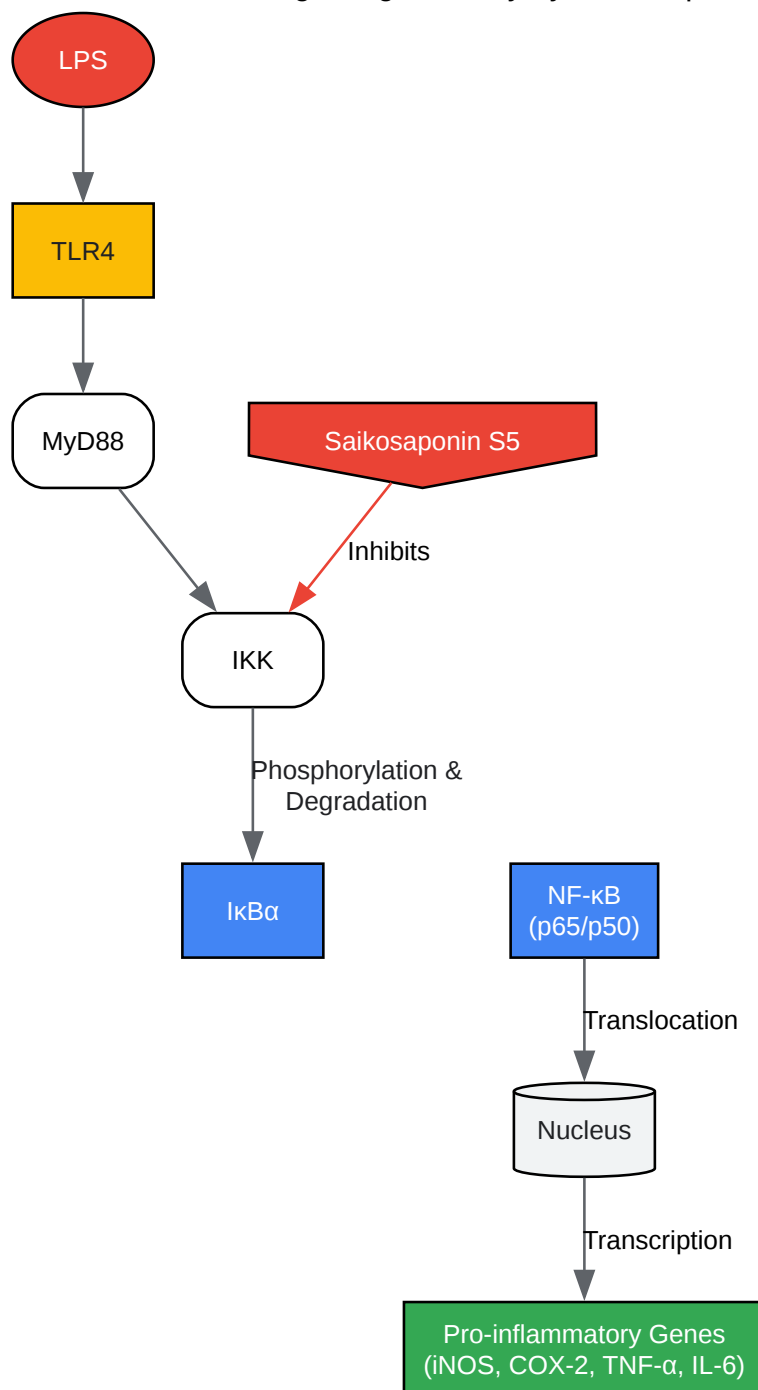 LPS
TLR4
MyD88
Saikosaponin S5
Inhibits
IKK
Phosphorylation &
Degradation
IκBα
NF-κB
(p65/p50)
Translocation
Nucleus
Transcription
Pro-inflammatory Genes
(iNOS, COX-2, TNF-α, IL-6)